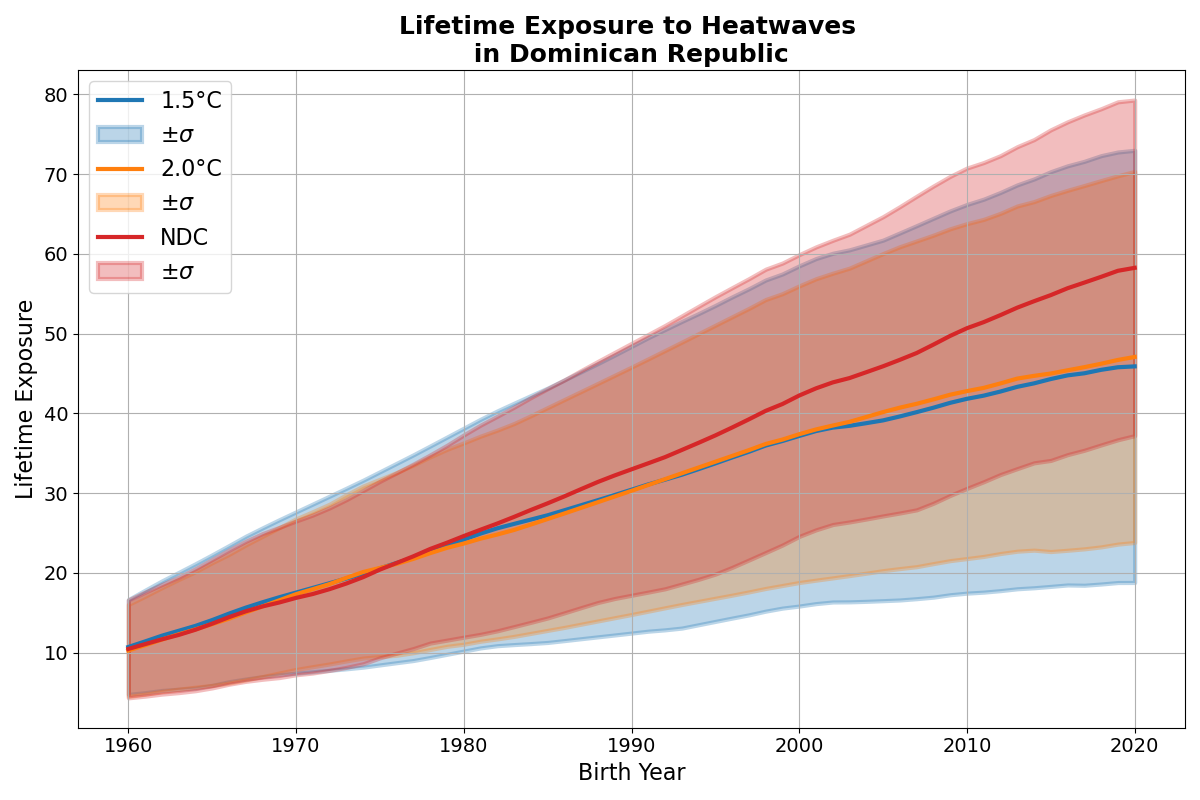 Lifetime Exposure to Heatwaves
in Dominican Republic
1.5°C
±σ
2.0°C
±σ
NDC
±σ
Lifetime Exposure
80
70
60
50
40
30
20
10
1960
1970
1980
1990
2000
2010
2020
Birth Year